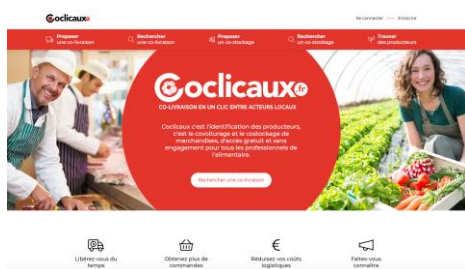 Coclicaux
Se connecter — S'inscrire
Proposer
une co-livraison
Rechercher
une co-livraison
Proposer
un co-stockage
Rechercher
un co-stockage
Trouver
des producteurs
Coclicaux.fr
CO-LIVRAISON EN UN CLIC ENTRE ACTEURS LOCAUX
Coclicaux c'est l'identification des producteurs,
c'est le covoiturage et le costockage de
marchandises, d'accès gratuit et sans
engagement pour tous les professionnels de
l'alimentaire.
Rechercher une co-livraison
Libérez-vous du
temps
Obtenez plus de
commandes
Réduisez vos coûts
logistiques
Faites-vous
connaître